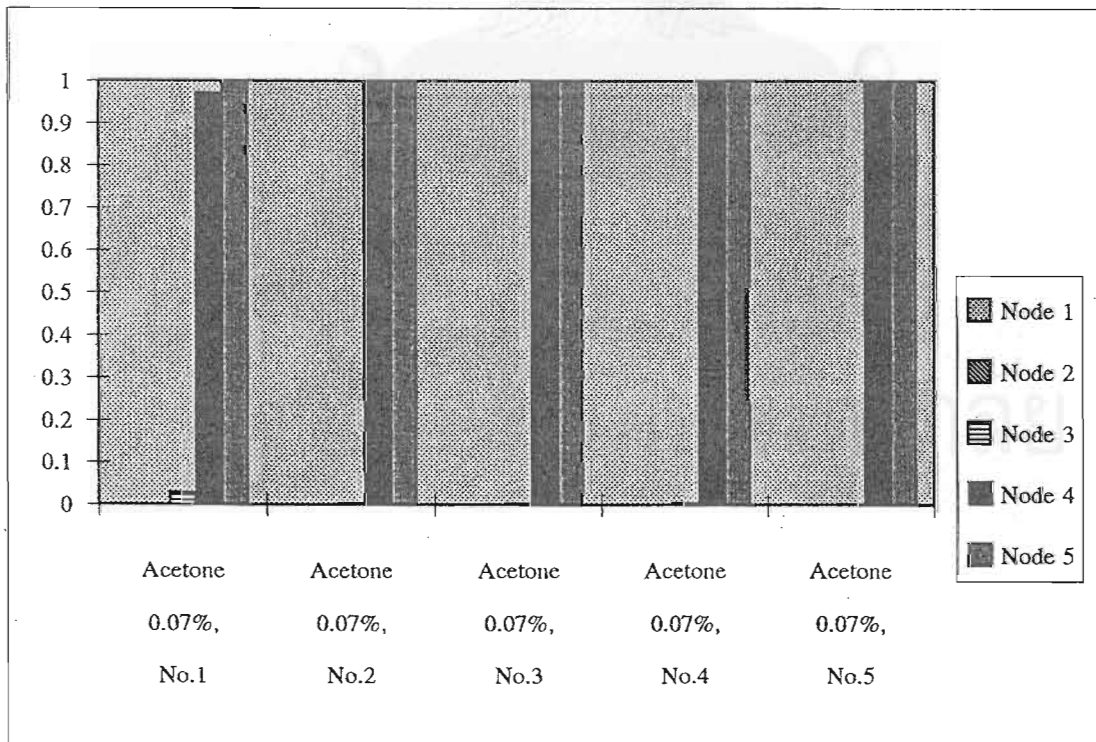 1
0.9
0.8
0.7
0.6
0.5
0.4
0.3
0.2
0.1
0
Acetone Acetone Acetone Acetone Acetone
0.07%, 0.07%, 0.07%, 0.07%, 0.07%,
No.1 No.2 No.3 No.4 No.5
Node 1
Node 2
Node 3
Node 4
Node 5